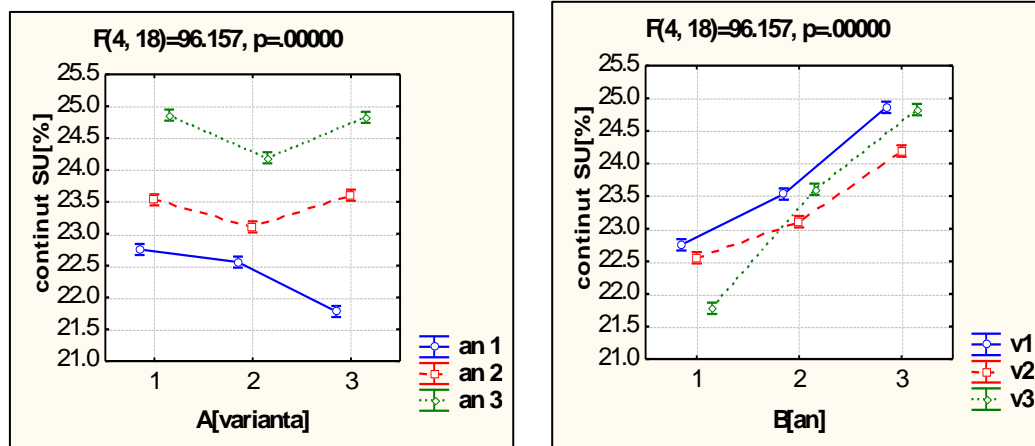 F(4, 18)=96.157, p=.00000
continut SU[%]
25.5
25.0
24.5
24.0
23.5
23.0
22.5
22.0
21.5
21.0
1 2 3
A[varianta]
an 1
an 2
an 3
F(4, 18)=96.157, p=.00000
continut SU[%]
25.5
25.0
24.5
24.0
23.5
23.0
22.5
22.0
21.5
21.0
1 2 3
B[an]
v1
v2
v3